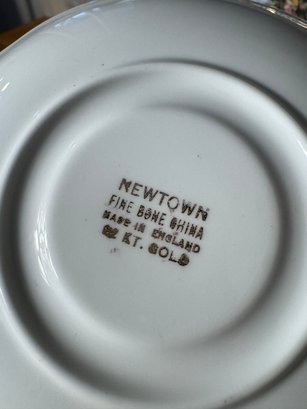 NEWTOWN
FINE BONE CHINA
MADE IN ENGLAND
22 KT. GOLD